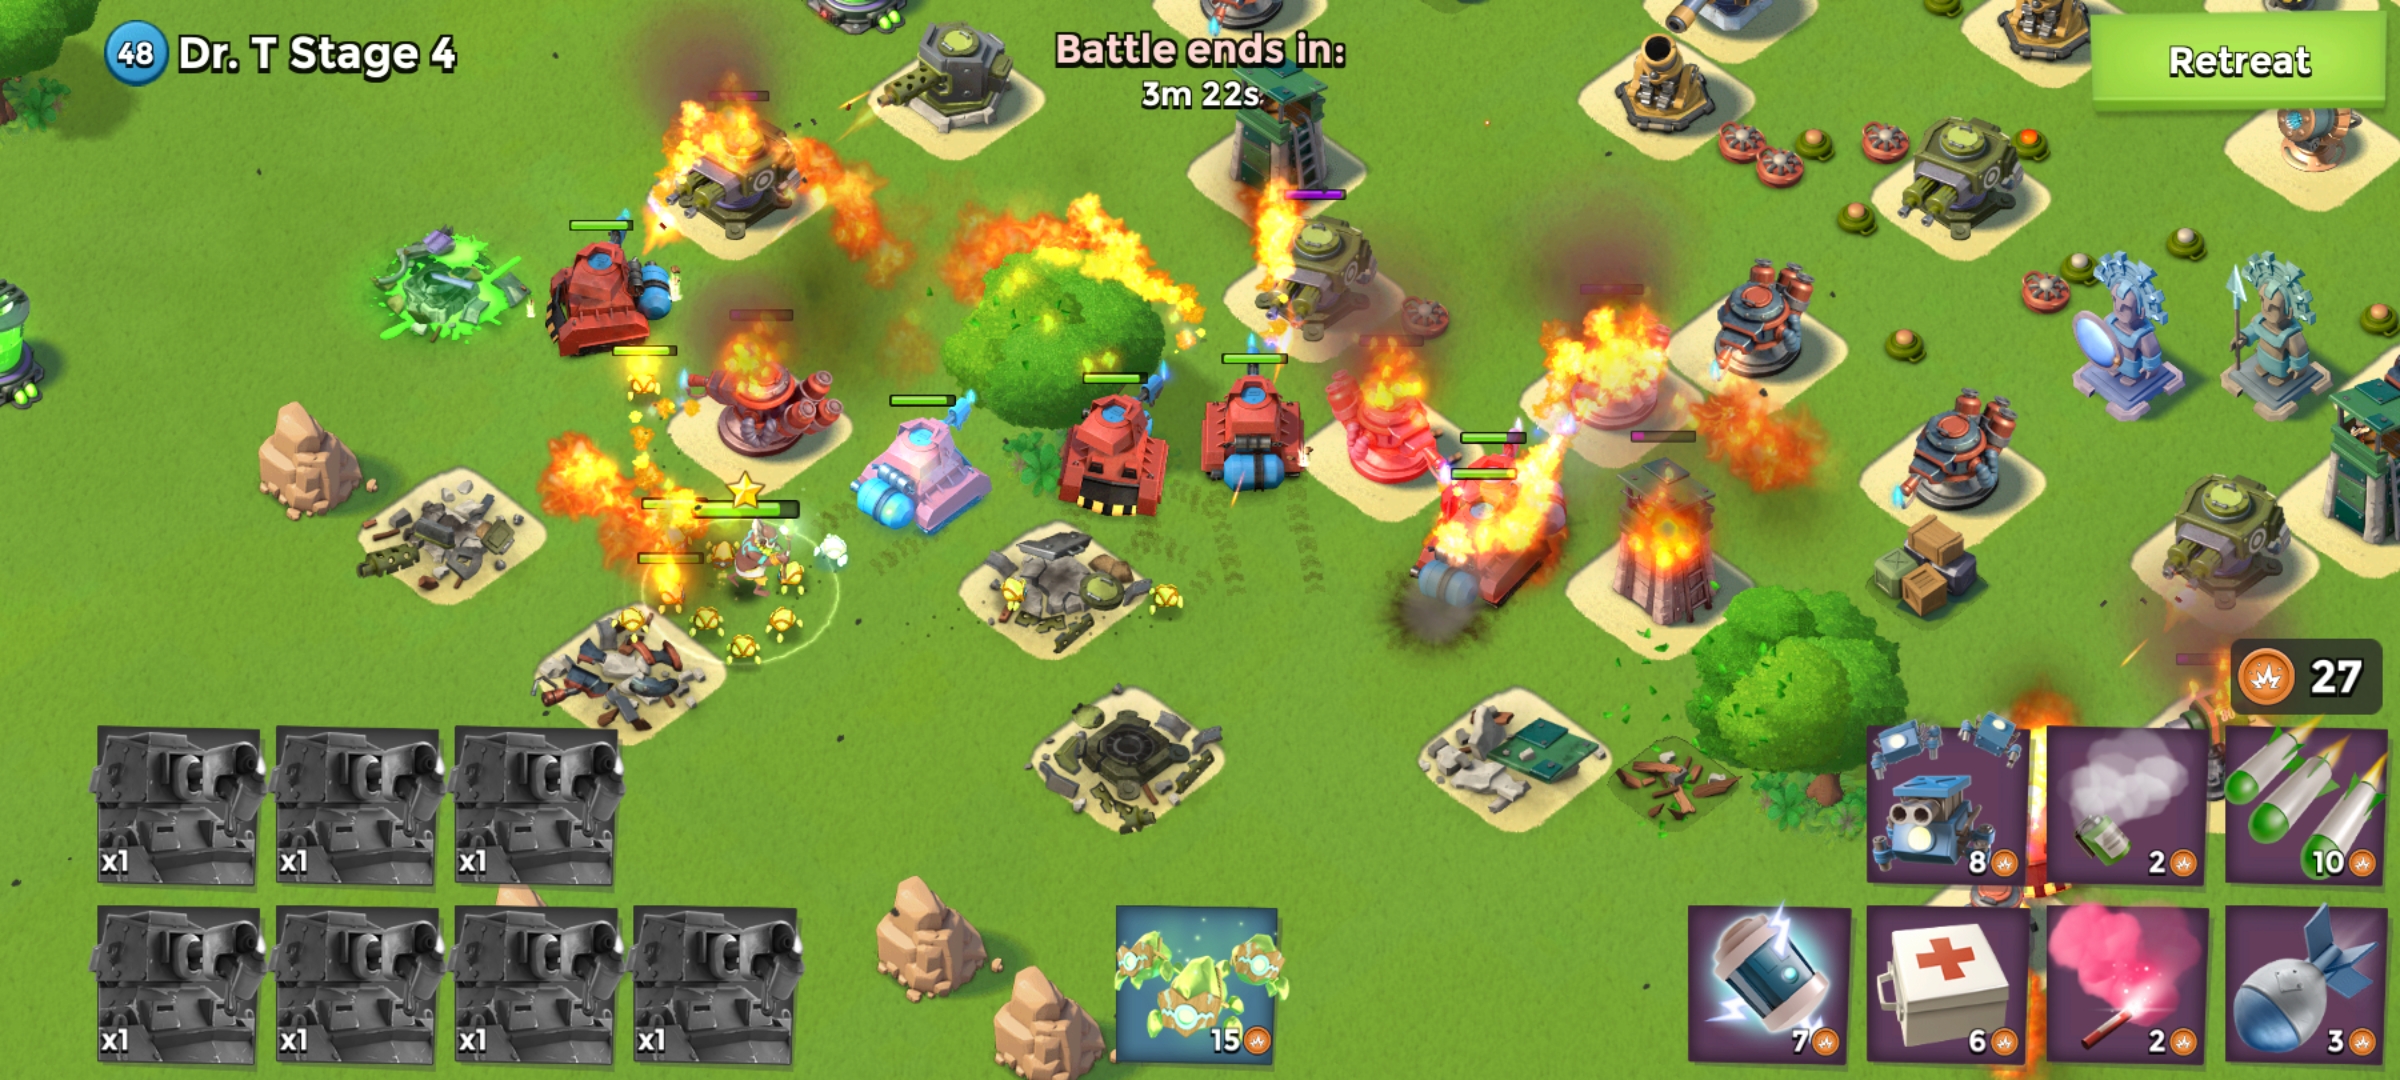 48 Dr. T Stage 4
Battle ends in:
3m 22s
Retreat
27
x1 x1 x1
8 2 10
x1 x1 x1 x1
15
7 6 2 3